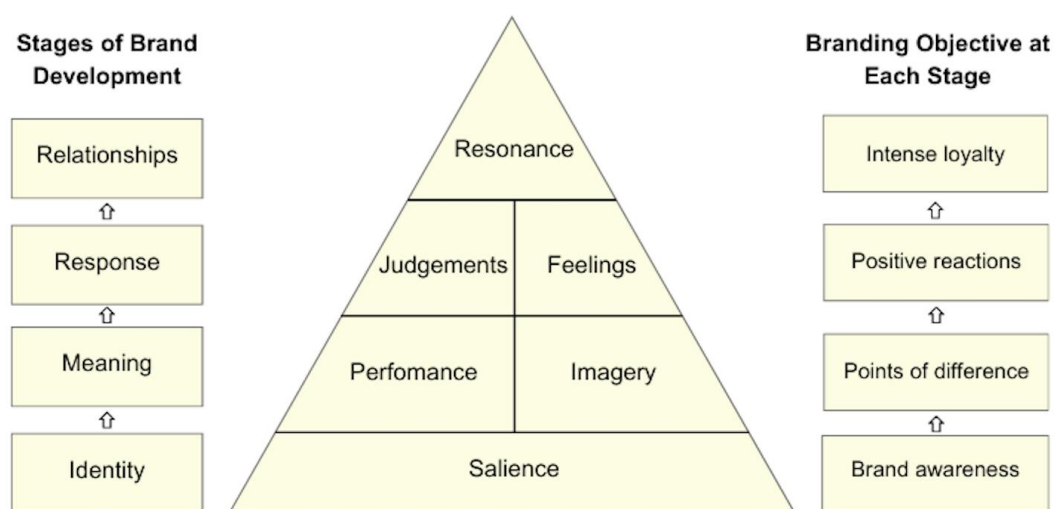 Stages of Brand
Development
Branding Objective at
Each Stage
Relationships
Resonance
Intense loyalty
Response
Judgements
Feelings
Positive reactions
Meaning
Perfomance
Imagery
Points of difference
Identity
Salience
Brand awareness